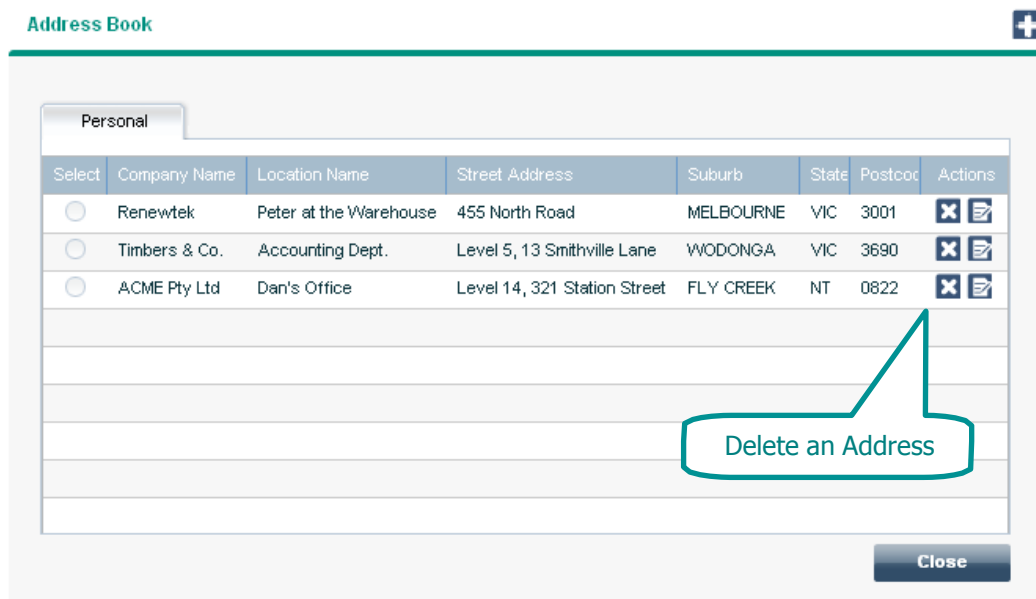 Address Book
Personal
Select Company Name Location Name Street Address Suburb State Postcoc Actions
Renewtek Peter at the Warehouse 455 North Road MELBOURNE VIC 3001
Timbers & Co. Accounting Dept. Level 5, 13 Smithville Lane WODONGA VIC 3690
ACME Pty Ltd Dan's Office Level 14, 321 Station Street FLY CREEK NT 0822
Delete an Address
Close